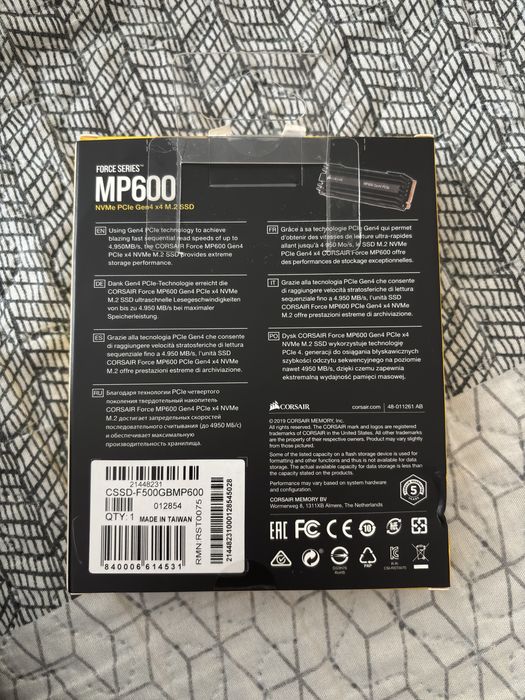 FORCE SERIES™
MP600
NVMe PCIe Gen4 x4 M.2 SSD
EN Using Gen4 PCIe technology to achieve
blazing fast sequential read speeds of up to
4,950MB/s, the CORSAIR Force MP600 Gen4
PCIe x4 NVMe M.2 SSD provides extreme
storage performance.
DE Dank Gen4 PCIe-Technologie erreicht die
CORSAIR Force MP600 PCIe Gen4 x4 NVMe
M.2 SSD ultraschnelle Lesegeschwindigkeiten
von bis zu 4.950 MB/s bei maximaler
Speicherleistung.
ES Grazie alla tecnologia PCIe Gen4 che consente
di raggiungere velocità stratosferiche di lettura
sequenziale fino a 4.950 MB/s, l'unità SSD
CORSAIR Force MP600 PCIe Gen4 x4 NVMe
M.2 offre prestazioni estreme.
RU Благодаря технологии PCIe четвертого
поколения твердотельный накопитель
CORSAIR Force MP600 PCIe Gen4 x4 NVMe
M.2 достигает запредельных скоростей
последовательного считывания (до 4950 МБ/с)
и обеспечивает максимальную
производительность хранилища.
MP600 Gen4 PCIe
FR Grâce à sa technologie PCIe Gen4 qui permet
d'obtenir des vitesses de lecture ultra-rapides
allant jusqu'à 4 950 Mo/s, le SSD M.2 NVMe
PCIe Gen4 x4 CORSAIR Force MP600 offre
des performances de stockage exceptionnelles.
IT Grazie alla tecnologia PCIe Gen4 che consente
di raggiungere velocità stratosferiche di lettura
sequenziale fino a 4.950 MB/s, l'unità SSD
CORSAIR Force MP600 PCIe Gen4 x4 NVMe
M.2 offre prestazioni estreme.
PO Dysk CORSAIR Force MP600 Gen4 PCIe x4
NVMe M.2 SSD wykorzystuje technologię
PCIe 4. generacji do osiągania błyskawicznych
szybkości odczytu sekwencyjnego na poziomie
nawet 4950 MB/s, dzięki czemu zapewnia
ekstremalną wydajność pamięci masowej.
CORSAIR corsair.com 48-011261 AB
© 2019 CORSAIR MEMORY, Inc.
All rights reserved. The CORSAIR mark and logos are registered
trademarks of CORSAIR in the United States. All other trademarks
are the property of their respective owners. Product may vary slightly
from those pictured.
Some of the listed capacity on a flash storage device is used for
formatting and other functions and thus is not available for data
storage. The actual available capacity for data storage is less than the
capacity stated on the product.
Performance may vary based on system hardware
and configuration.
CORSAIR MEMORY BV
Wormerweg 8, 1311XB Almere, The Netherlands
5
21448231
CSSD-F500GBMP600
012854
QTY: 1 MADE IN TAIWAN
840006614531
RMN: RST0075
21448231000128545028
EAC FC CE 10
RoHS
PAP